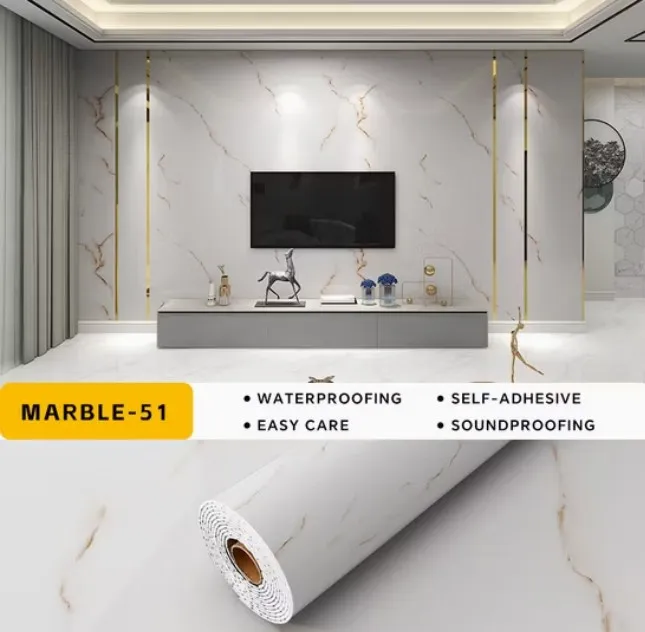 MARBLE-51
• WATERPROOFING
• SELF-ADHESIVE
• EASY CARE
• SOUNDPROOFING